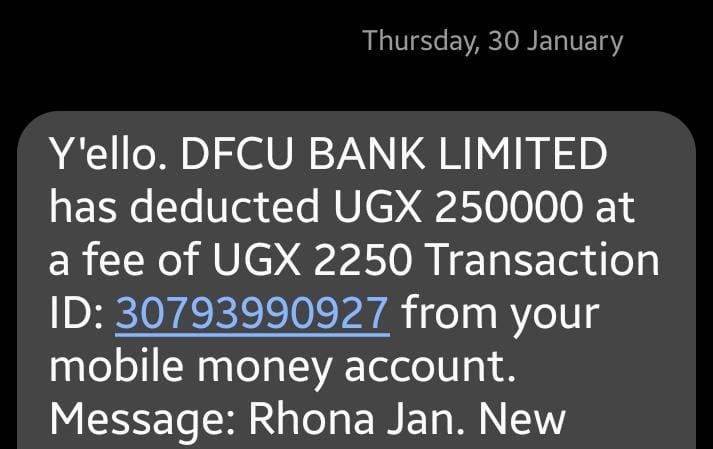 Thursday, 30 January
Y'ello. DFCU BANK LIMITED
has deducted UGX 250000 at
a fee of UGX 2250 Transaction
ID: 30793990927 from your
mobile money account.
Message: Rhona Jan. New